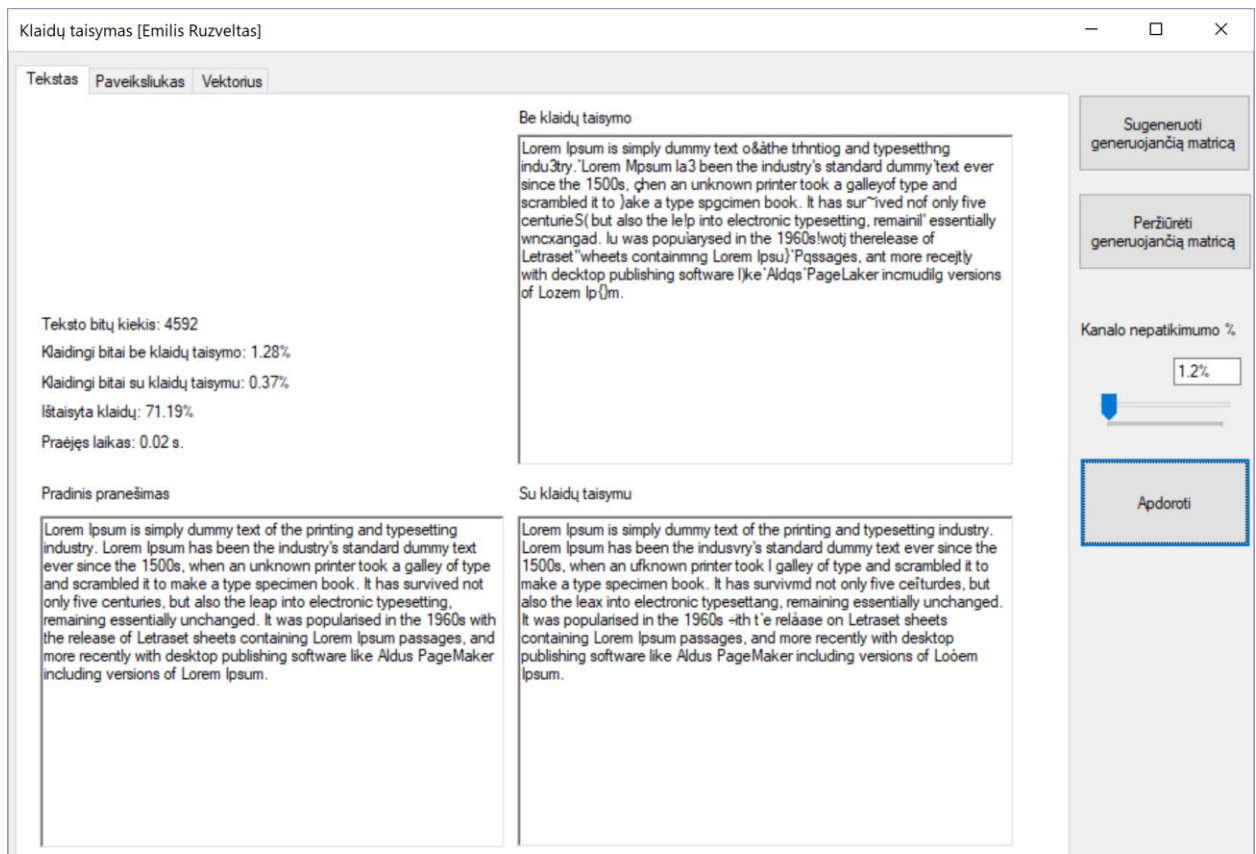 Klaidų taisymas [Emilis Ruzveltas]
Tekstas Paveiksliukas Vektorius
Be klaidų taisymo
Lorem Ipsum is simply dummy text o&àthe trhntiog and typesetthng
indu3try.`Lorem Mpsum la3 been the industry's standard dummy`text ever
since the 1500s, çhen an unknown printer took a galleyof type and
scrambled it to }ake a type spgcimen book. It has sur~ived nof only five
centurieS( but also the le!p into electronic typesetting, remainil' essentially
wncxangad. Iu was popuìarysed in the 1960s!wotj therelease of
Letraset"wheets containmng Lorem Ipsu}`Pqssages, ant more recejtly
with decktop publishing software l)ke`Aldqs`PageLaker incmudilg versions
of Lozem Ip{}m.
Teksto bitų kiekis: 4592
Klaidingi bitai be klaidų taisymo: 1.28%
Klaidingi bitai su klaidų taisymu: 0.37%
Ištaisyta klaidų: 71.19%
Praėjęs laikas: 0.02 s.
Pradinis pranešimas
Lorem Ipsum is simply dummy text of the printing and typesetting
industry. Lorem Ipsum has been the industry's standard dummy text
ever since the 1500s, when an unknown printer took a galley of type
and scrambled it to make a type specimen book. It has survived not
only five centuries, but also the leap into electronic typesetting,
remaining essentially unchanged. It was popularised in the 1960s with
the release of Letraset sheets containing Lorem Ipsum passages, and
more recently with desktop publishing software like Aldus PageMaker
including versions of Lorem Ipsum.
Su klaidų taisymu
Lorem Ipsum is simply dummy text of the printing and typesetting industry.
Lorem Ipsum has been the indusvry's standard dummy text ever since the
1500s, when an ufknown printer took l galley of type and scrambled it to
make a type specimen book. It has survivmd not only five ceîturdes, but
also the leax into electronic typesettang, remaining essentially unchanged.
It was popularised in the 1960s ÷ith t`e relåase on Letraset sheets
containing Lorem Ipsum passages, and more recently with desktop
publishing software like Aldus PageMaker including versions of Loòem
Ipsum.
Sugeneruoti
generuojančią matricą
Peržiūrėti
generuojančią matricą
Kanalo nepatikimumo %
1.2%
Apdoroti